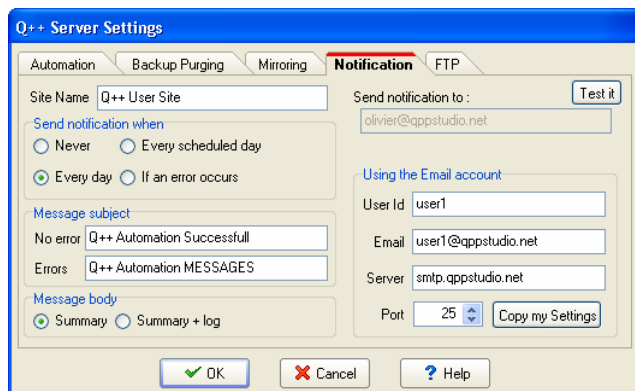 Q++ Server Settings
Automation
Backup Purging
Mirroring
Notification
FTP
Site Name
Q++ User Site
Send notification when
Never
Every scheduled day
Every day
If an error occurs
Message subject
No error
Q++ Automation Successfull
Errors
Q++ Automation MESSAGES
Message body
Summary
Summary + log
Send notification to :
Test it
olivier@qppstudio.net
Using the Email account
User Id
user1
Email
user1@qppstudio.net
Server
smtp.qppstudio.net
Port
25
Copy my Settings
OK
Cancel
? Help